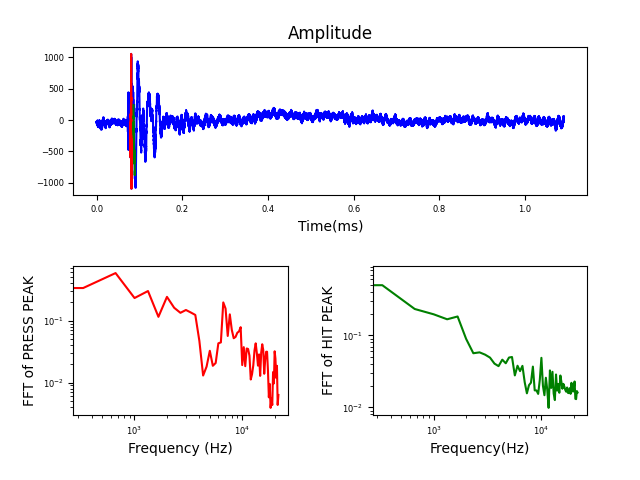 Amplitude
1000
500
0
−500
−1000
0.0 0.2 0.4 0.6 0.8 1.0
Time(ms)
FFT of PRESS PEAK
10⁻¹
10⁻²
10³ 10⁴
Frequency (Hz)
FFT of HIT PEAK
10⁻¹
10⁻²
10³ 10⁴
Frequency(Hz)